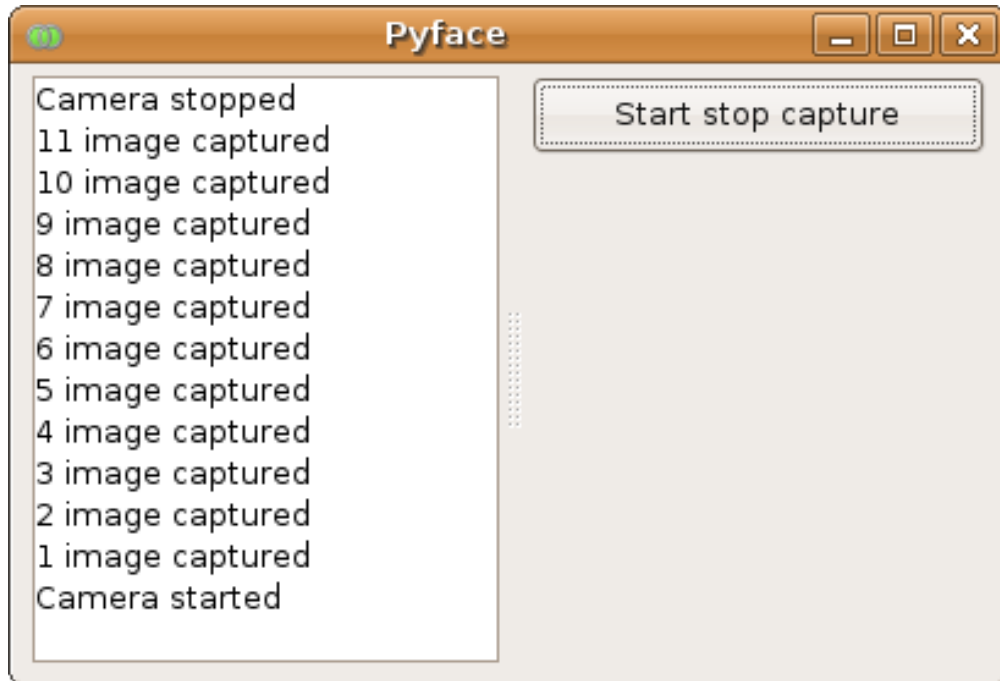 Pyface
Camera stopped
11 image captured
10 image captured
9 image captured
8 image captured
7 image captured
6 image captured
5 image captured
4 image captured
3 image captured
2 image captured
1 image captured
Camera started
Start stop capture